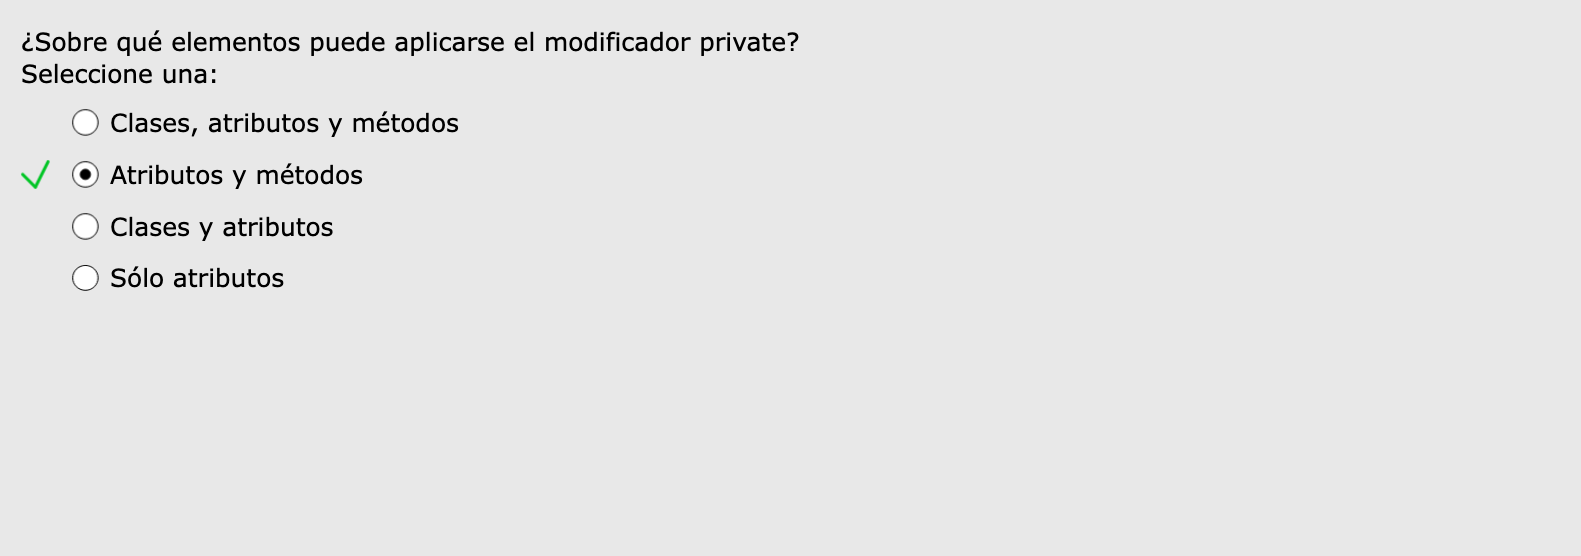 ¿Sobre qué elementos puede aplicarse el modificador private?
Seleccione una:
Clases, atributos y métodos
Atributos y métodos
Clases y atributos
Sólo atributos